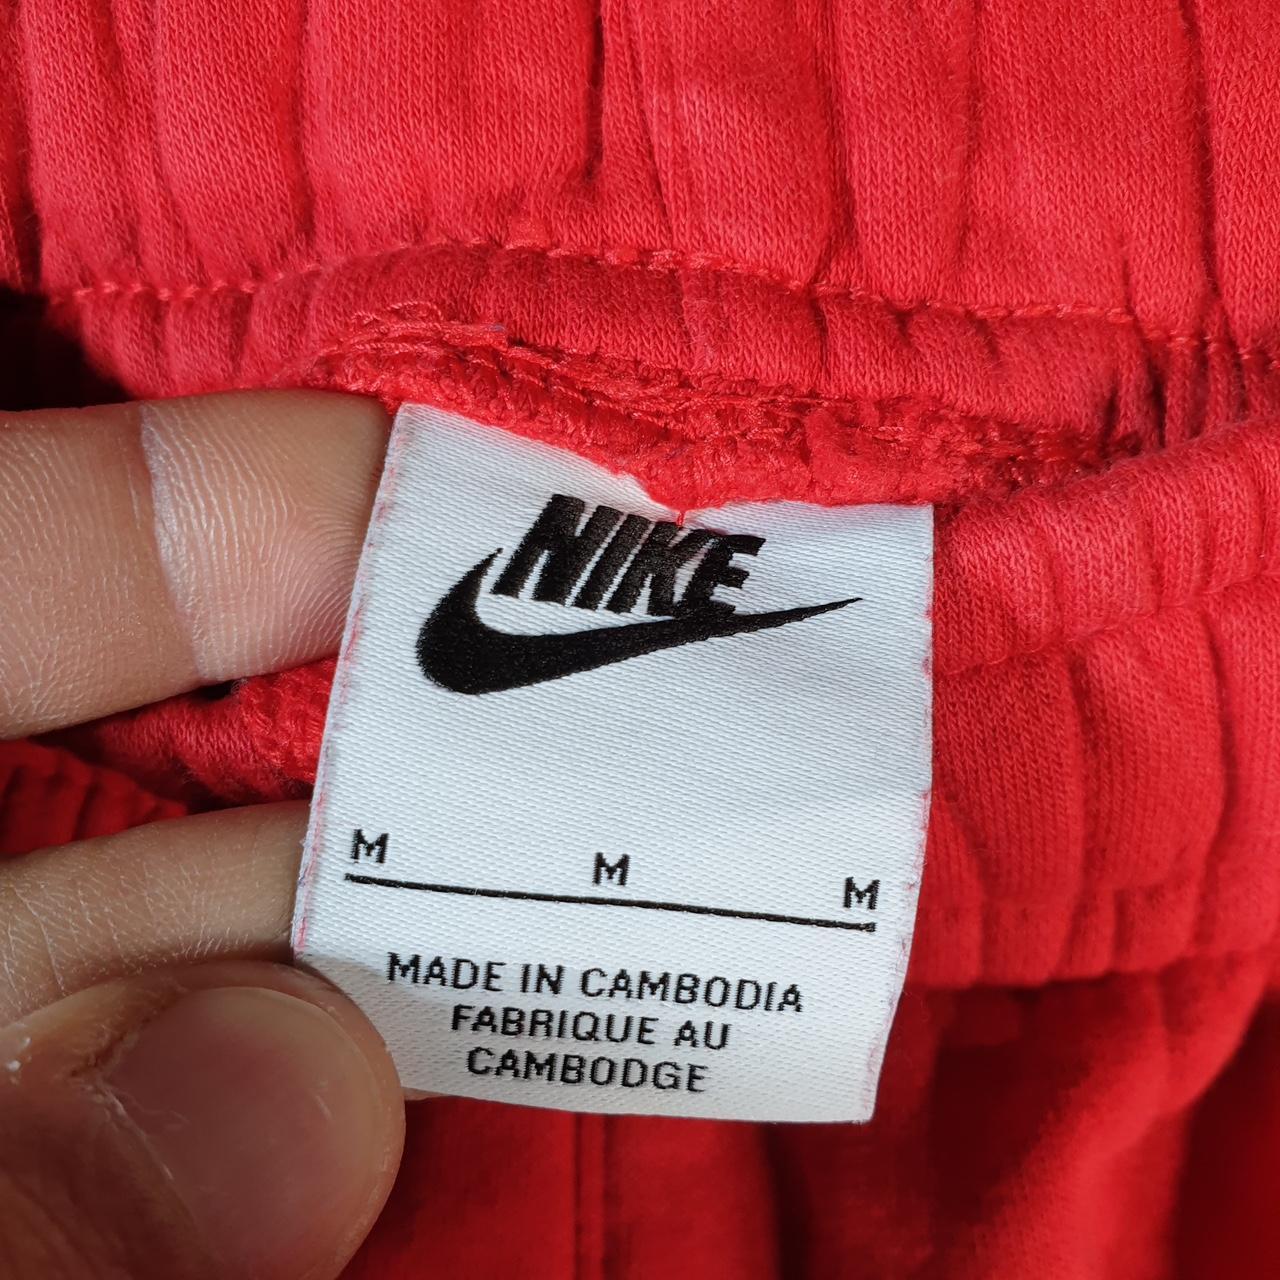 NIKE
M M M
MADE IN CAMBODIA
FABRIQUE AU
CAMBODGE